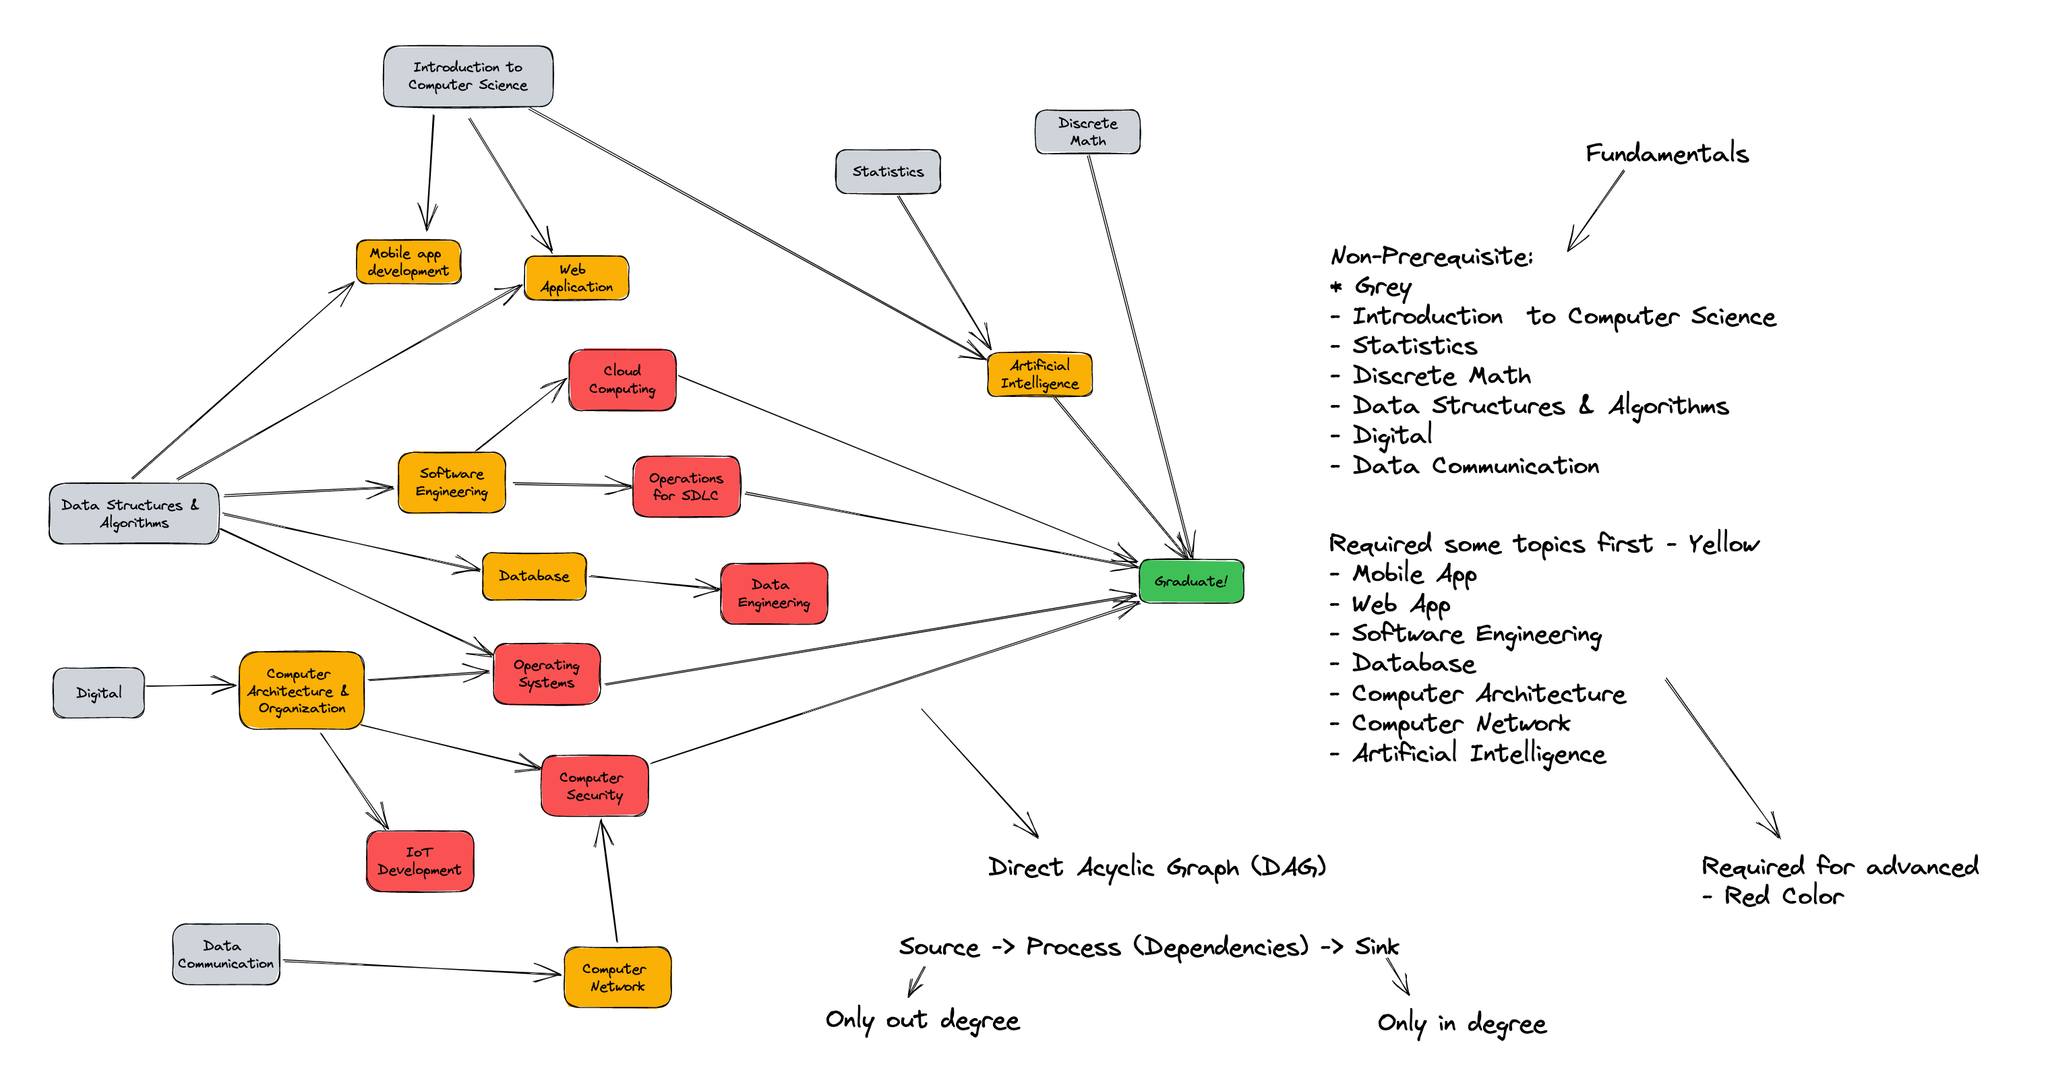 Introduction to
Computer Science
Discrete
Math
Statistics
Fundamentals
Mobile app
development
Web
Application
Cloud
Computing
Artificial
Intelligence
Software
Engineering
Operations
for SDLC
Data Structures &
Algorithms
Database
Data
Engineering
Graduate!
Operating
Systems
Digital
Computer
Architecture &
Organization
Computer
Security
IoT
Development
Data
Communication
Computer
Network
Non-Prerequisite:
* Grey
- Introduction  to Computer Science
- Statistics
- Discrete Math
- Data Structures & Algorithms
- Digital
- Data Communication
Required some topics first - Yellow
- Mobile App
- Web App
- Software Engineering
- Database
- Computer Architecture
- Computer Network
- Artificial Intelligence
Required for advanced
- Red Color
Direct Acyclic Graph (DAG)
Source -> Process (Dependencies) -> Sink
Only out degree
Only in degree